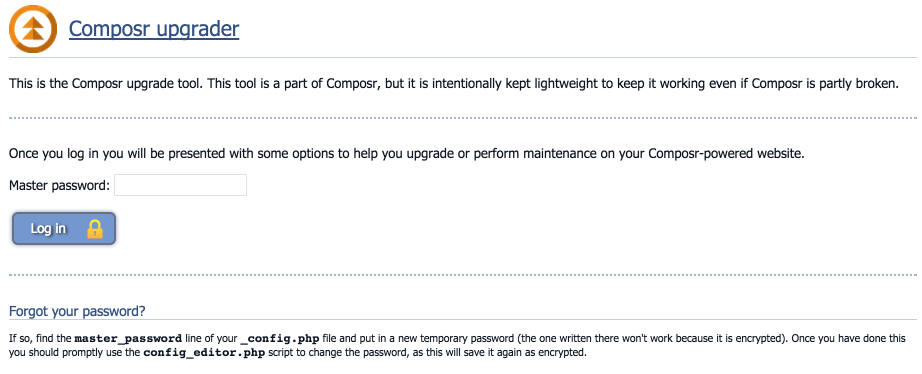 Composr upgrader
This is the Composr upgrade tool. This tool is a part of Composr, but it is intentionally kept lightweight to keep it working even if Composr is partly broken.
Once you log in you will be presented with some options to help you upgrade or perform maintenance on your Composr-powered website.
Master password:
Log in
Forgot your password?
If so, find the master_password line of your _config.php file and put in a new temporary password (the one written there won't work because it is encrypted). Once you have done this
you should promptly use the config_editor.php script to change the password, as this will save it again as encrypted.